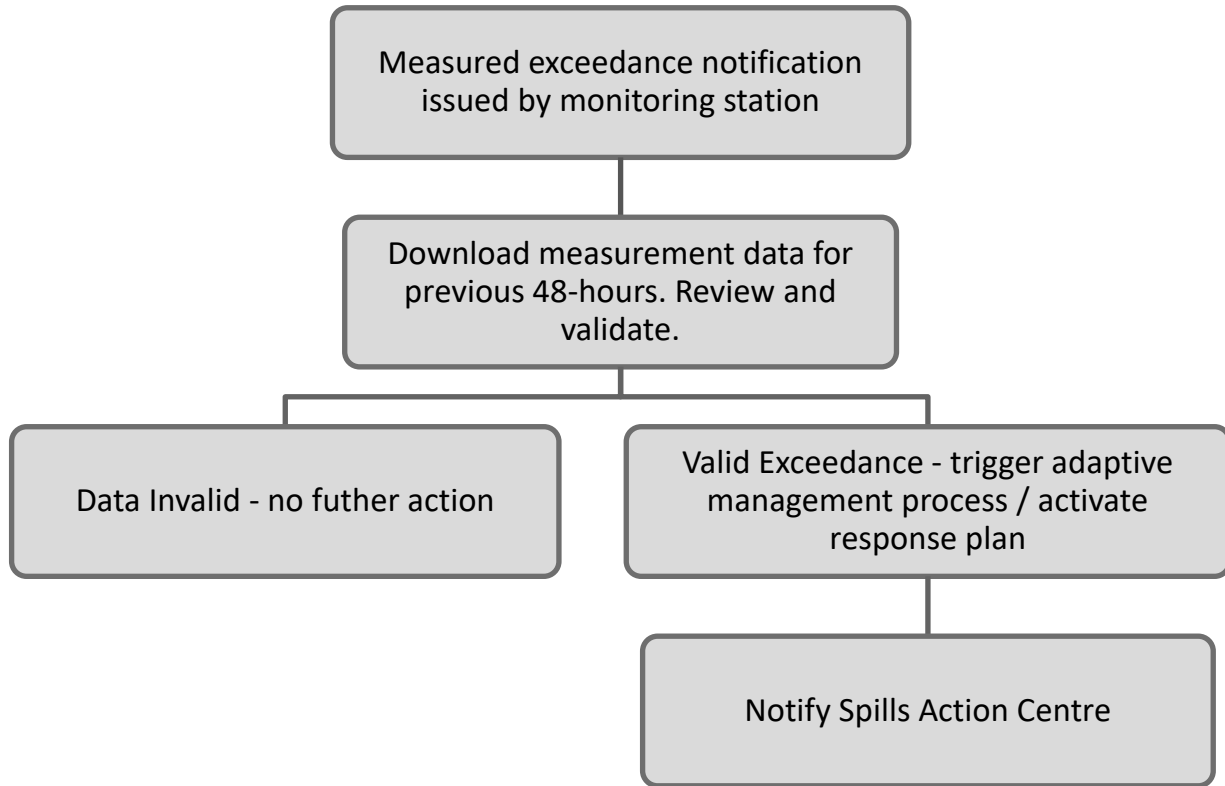 Measured exceedance notification
issued by monitoring station
Download measurement data for
previous 48-hours. Review and
validate.
Data Invalid - no futher action
Valid Exceedance - trigger adaptive
management process / activate
response plan
Notify Spills Action Centre